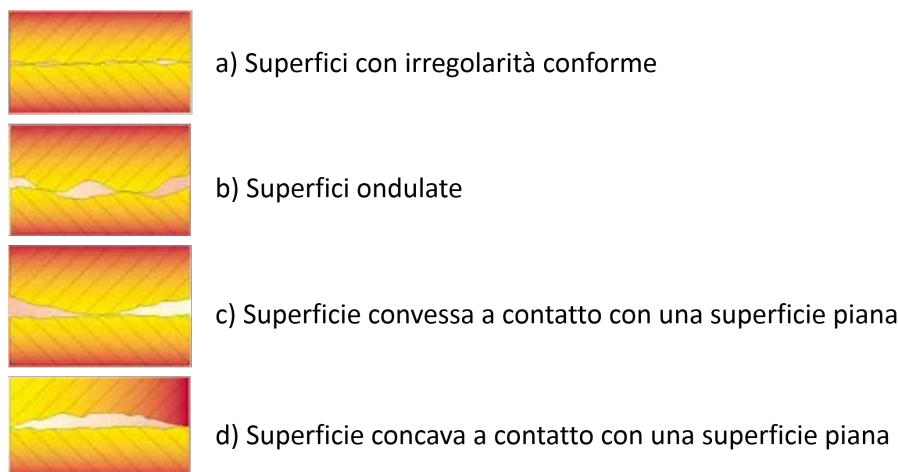 a) Superfici con irregolarità conforme
b) Superfici ondulate
c) Superficie convessa a contatto con una superficie piana
d) Superficie concava a contatto con una superficie piana